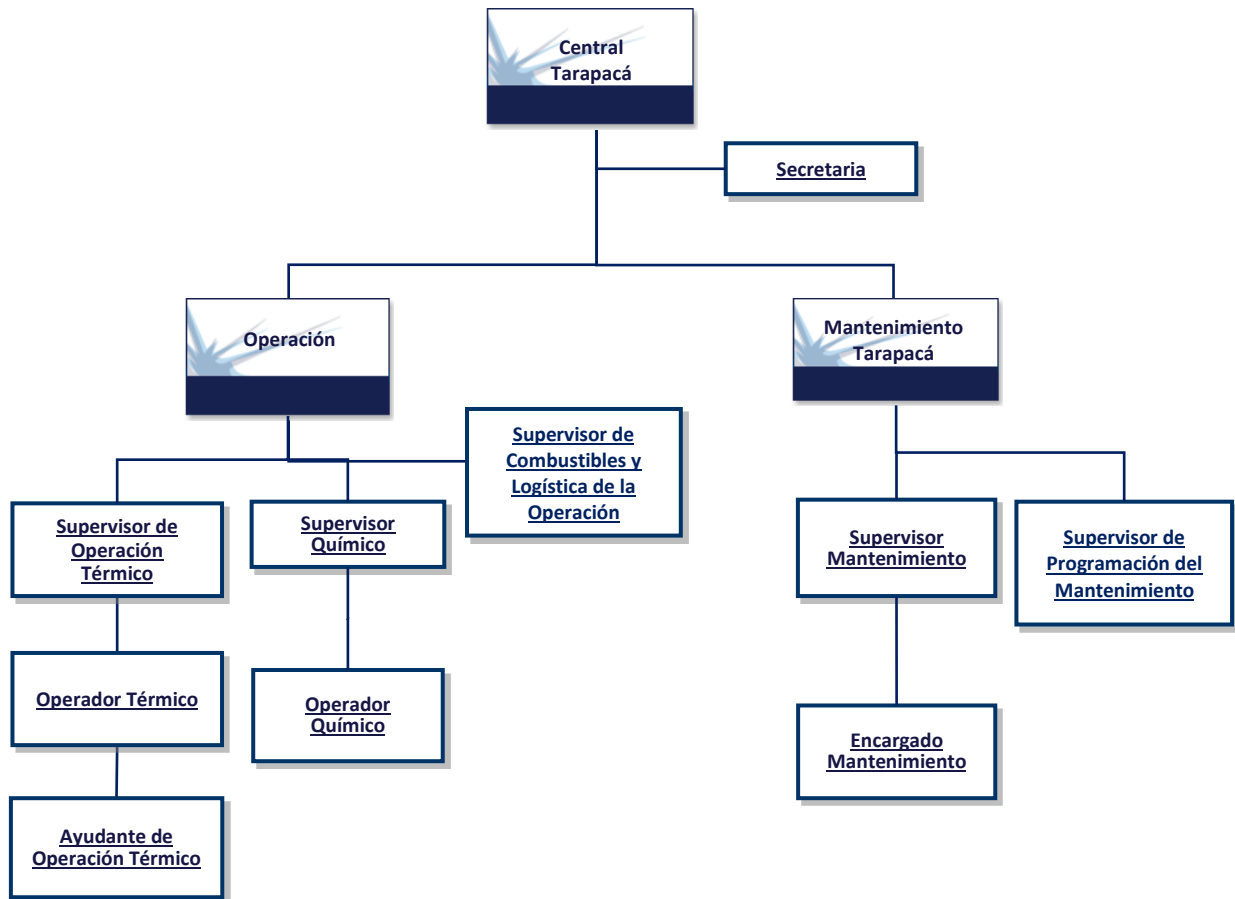 Central
Tarapacá
Secretaria
Operación
Mantenimiento
Tarapacá
Supervisor de
Combustibles y
Logística de la
Operación
Supervisor de
Operación
Térmico
Supervisor
Químico
Supervisor
Mantenimiento
Supervisor de
Programación del
Mantenimiento
Operador Térmico
Operador
Químico
Encargado
Mantenimiento
Ayudante de
Operación Térmico